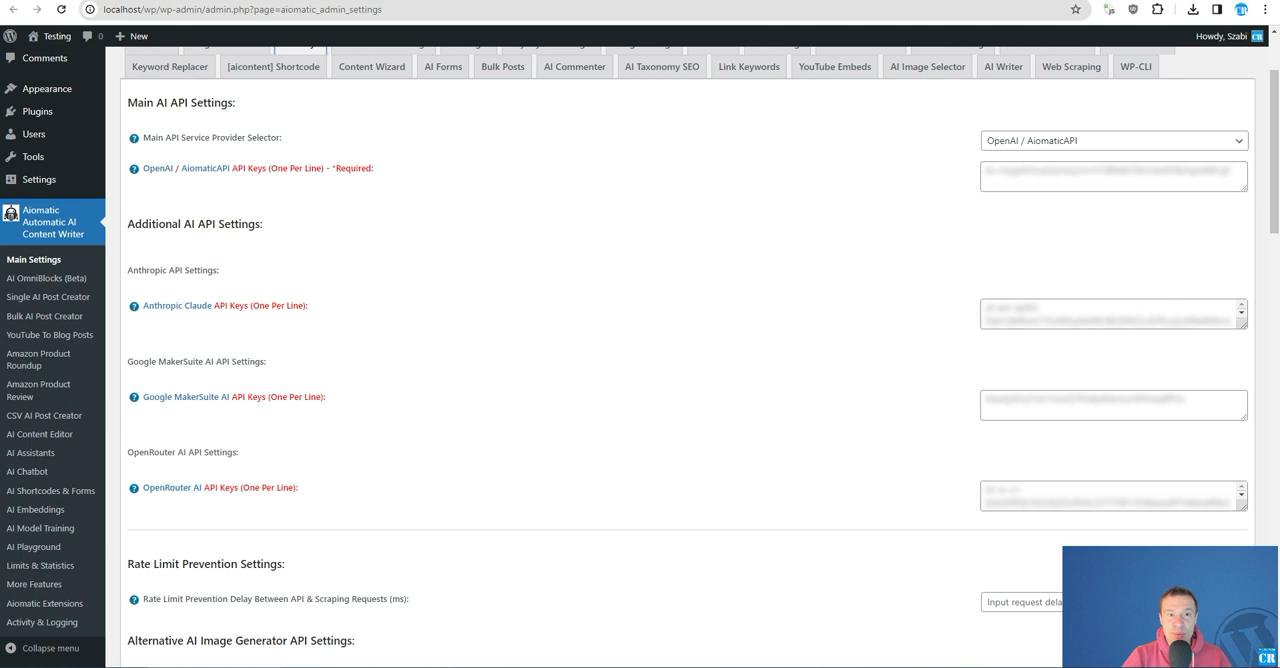 localhost/wp/wp-admin/admin.php?page=aiomatic_admin_settings
Testing 0 + New Howdy, Szabi CR
Comments
Appearance
Plugins
Users
Tools
Settings
Aiomatic
Automatic AI
Content Writer
Main Settings
AI OmniBlocks (Beta)
Single AI Post Creator
Bulk AI Post Creator
YouTube To Blog Posts
Amazon Product
Roundup
Amazon Product
Review
CSV AI Post Creator
AI Content Editor
AI Assistants
AI Chatbot
AI Shortcodes & Forms
AI Embeddings
AI Model Training
AI Playground
Limits & Statistics
More Features
Aiomatic Extensions
Activity & Logging
Collapse menu
Keyword Replacer [aicontent] Shortcode Content Wizard AI Forms Bulk Posts AI Commenter AI Taxonomy SEO Link Keywords YouTube Embeds AI Image Selector AI Writer Web Scraping WP-CLI
Main AI API Settings:
Main API Service Provider Selector: OpenAI / AiomaticAPI
OpenAI / AiomaticAPI API Keys (One Per Line) - *Required:
Additional AI API Settings:
Anthropic API Settings:
Anthropic Claude API Keys (One Per Line):
Google MakerSuite AI API Settings:
Google MakerSuite AI API Keys (One Per Line):
OpenRouter AI API Settings:
OpenRouter AI API Keys (One Per Line):
Rate Limit Prevention Settings:
Rate Limit Prevention Delay Between API & Scraping Requests (ms): Input request dela
Alternative AI Image Generator API Settings:
CR